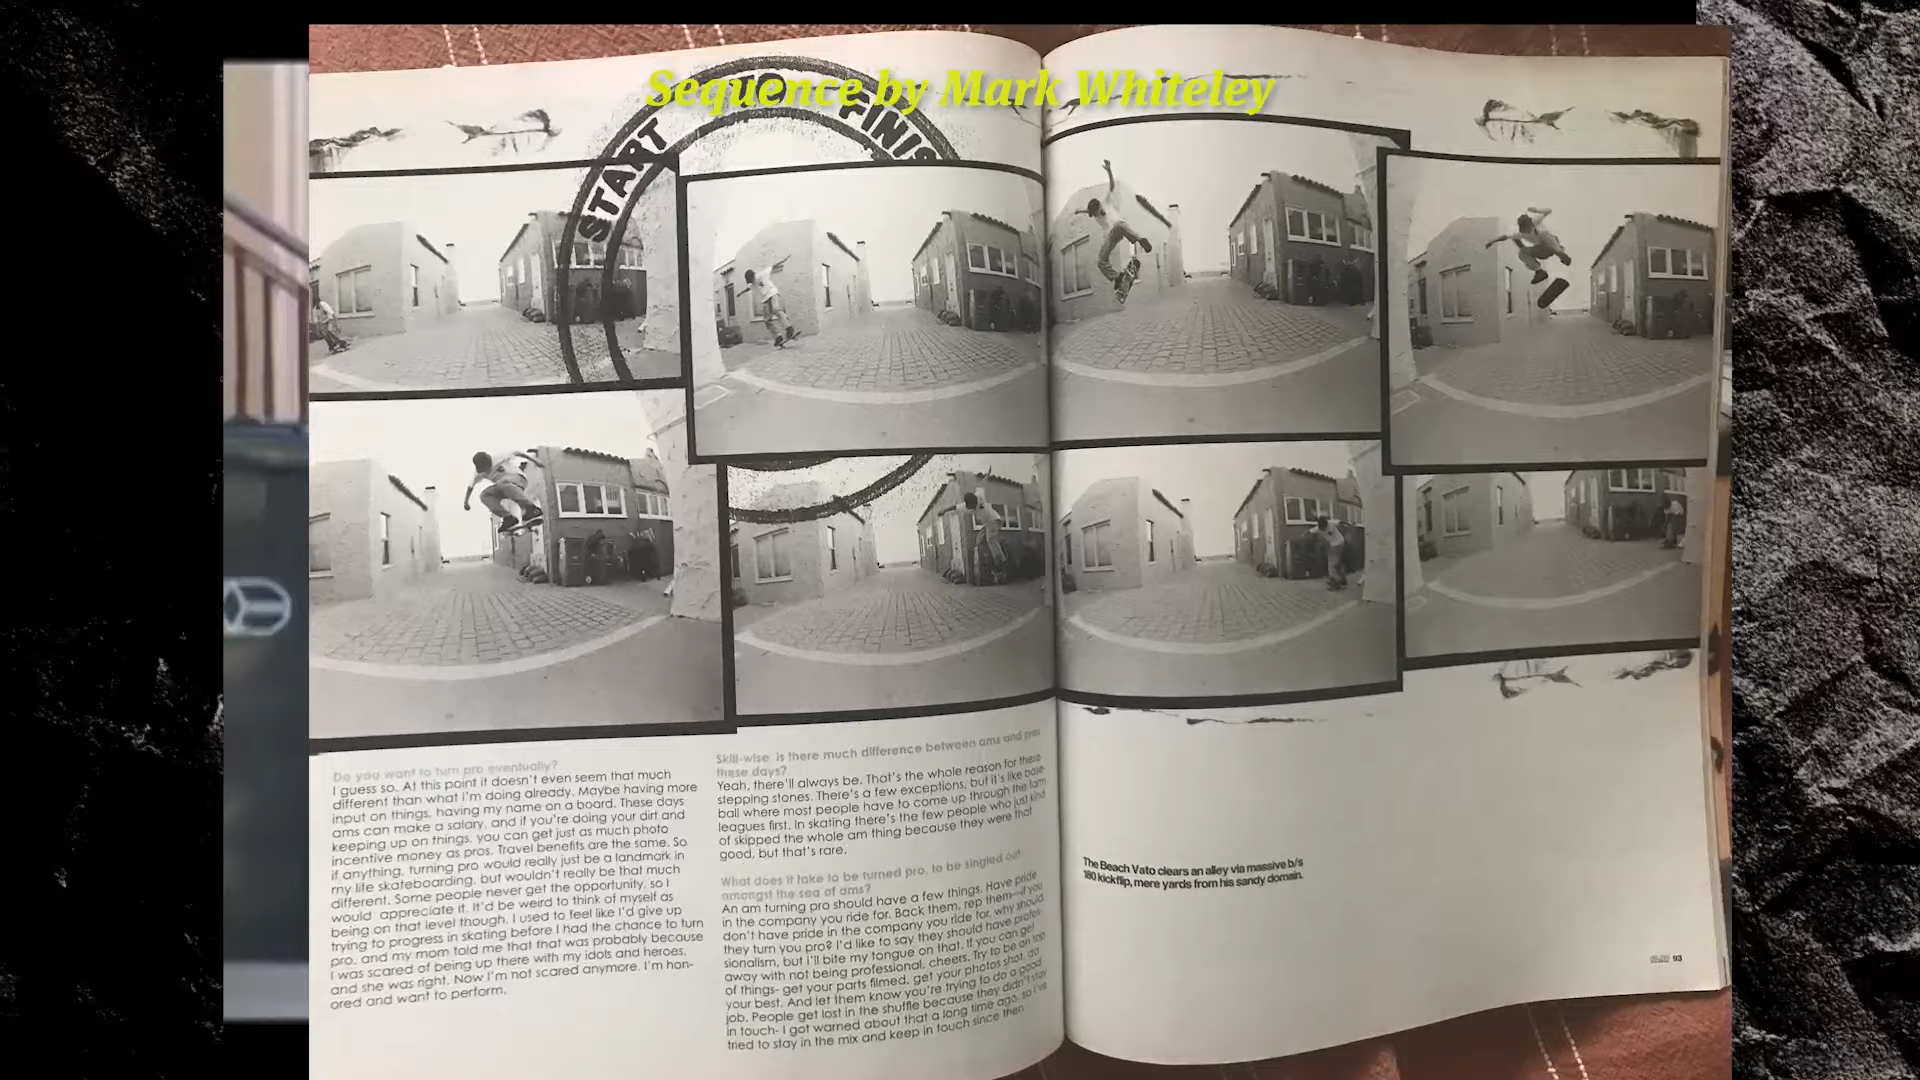 Sequence by Mark Whiteley
START TO FINIS
Do you want to turn pro eventually?
I guess so. At this point it doesn't even seem that much
different than what I'm doing already. Maybe having more
input on things, having my name on a board. These days
ams can make a salary, and if you're doing your dirt and
keeping up on things, you can get just as much photo
incentive money as pros. Travel benefits are the same. So
if anything, turning pro would really just be a landmark in
my life skateboarding, but wouldn't really be that much
different. Some people never get the opportunity, so I
would appreciate it. It'd be weird to think of myself as
being on that level though. I used to feel like I'd give up
trying to progress in skating before I had the chance to turn
pro, and my mom told me that that was probably because
I was scared of being up there with my idols and heroes,
and she was right. Now I'm not scared anymore. I'm hon-
ored and want to perform.
Skill-wise, is there much difference between ams and pros
these days?
Yeah, there'll always be. That's the whole reason for these
stepping stones. There's a few exceptions, but it's like base-
ball where most people have to come up through the farm
leagues first. In skating there's the few people who just kind
of skipped the whole am thing because they were that
good, but that's rare.
What does it take to be turned pro, to be singled out
amongst the sea of ams?
An am turning pro should have a few things. Have pride
in the company you ride for. Back them, rep them—if you
don't have pride in the company you ride for, why should
they turn you pro? I'd like to say they should have profes-
sionalism, but I'll bite my tongue on that. If you can get
away with not being professional, cheers. Try to be on top
of things- get your parts filmed, get your photos shot, do
your best. And let them know you're trying to do a good
job. People get lost in the shuffle because they didn't stay
in touch- I got warned about that a long time ago, so I've
tried to stay in the mix and keep in touch since then.
The Beach Vato clears an alley via massive b/s
180 kickflip, mere yards from his sandy domain.
93